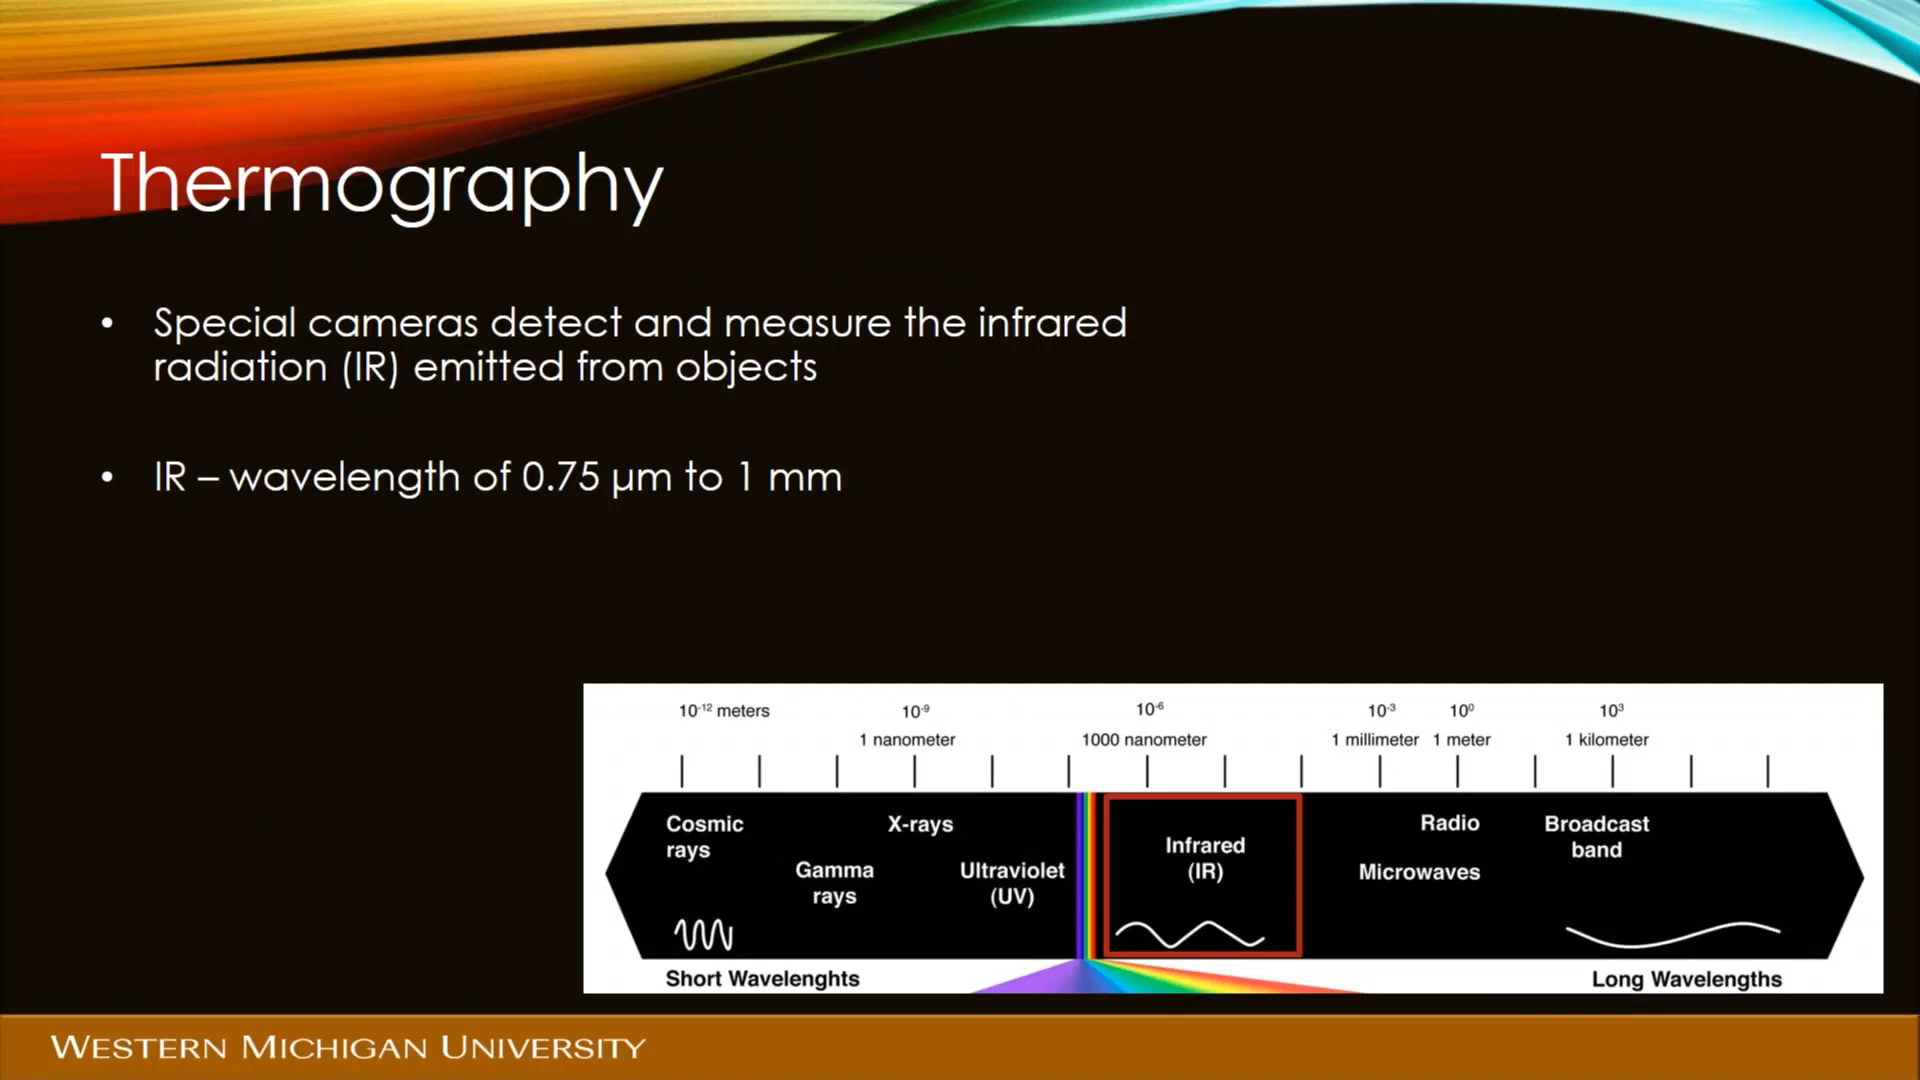 Thermography
• Special cameras detect and measure the infrared
radiation (IR) emitted from objects
• IR – wavelength of 0.75 µm to 1 mm
10⁻¹² meters 10⁻⁹ 10⁻⁶ 10⁻³ 10⁰ 10³
1 nanometer 1000 nanometer 1 millimeter 1 meter 1 kilometer
Cosmic
rays
Gamma
rays
X-rays
Ultraviolet
(UV)
Infrared
(IR)
Microwaves
Radio
Broadcast
band
Short Wavelenghts
Long Wavelengths
WESTERN MICHIGAN UNIVERSITY